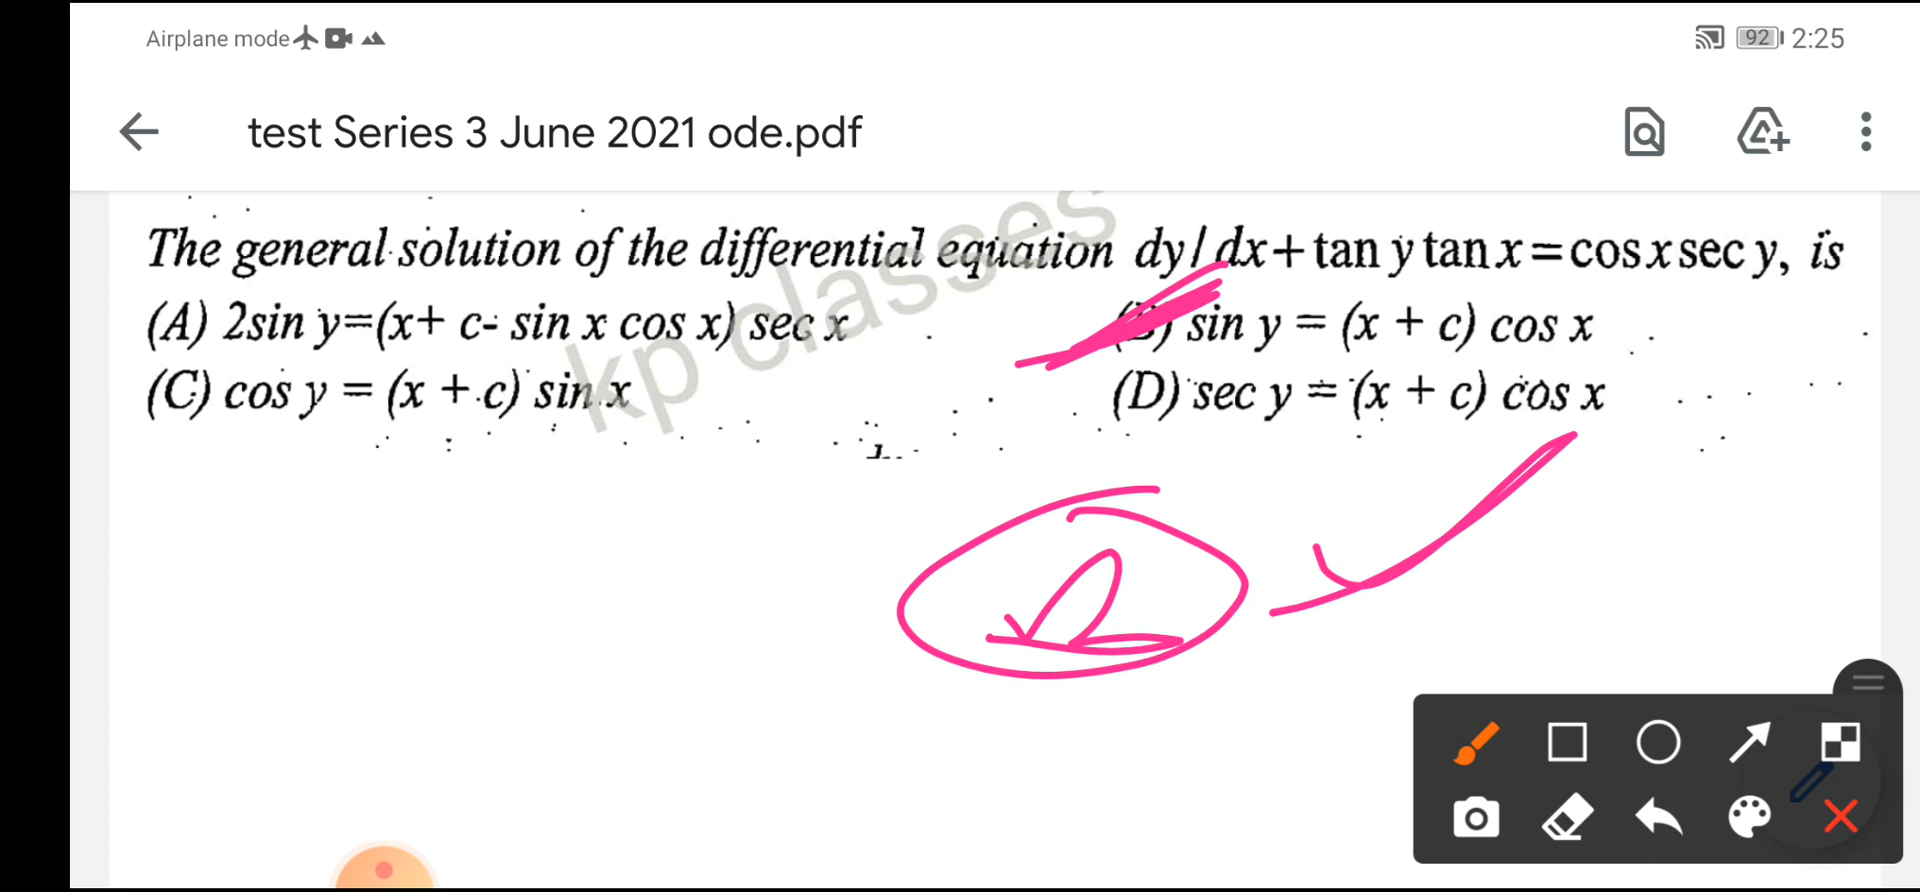 Airplane mode
92 2:25
test Series 3 June 2021 ode.pdf
The general solution of the differential equation dy/dx+tan y tan x=cos x sec y, is
(A) 2sin y=(x+ c- sin x cos x) sec x
(B) sin y = (x + c) cos x
(C) cos y = (x + c) sin x
(D) sec y = (x + c) cos x
kp classes